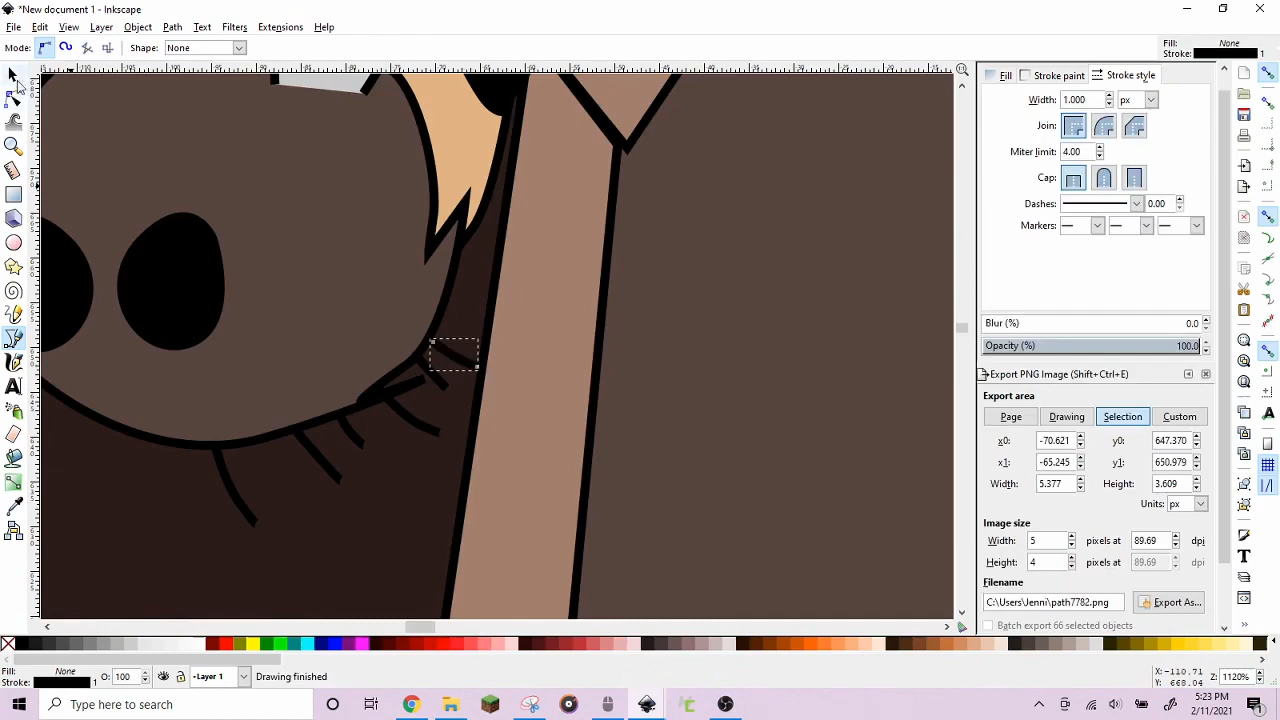 *New document 1 - Inkscape
File Edit View Layer Object Path Text Filters Extensions Help
Mode: Shape: None
Fill: None
Stroke: 1
Fill Stroke paint Stroke style
Width: 1.000 px
Join:
Miter limit: 4.00
Cap:
Dashes: 0.00
Markers:
Blur (%) 0.0
Opacity (%) 100.0
Export PNG Image (Shift+Ctrl+E)
Export area
Page Drawing Selection Custom
x0: -70.621 y0: 647.370
x1: -65.245 y1: 650.979
Width: 5.377 Height: 3.609
Units: px
Image size
Width: 5 pixels at 89.69 dpi
Height: 4 pixels at 89.69 dpi
Filename
C:\Users\Jenni\path7782.png Export As...
Batch export 66 selected objects
Fill: None
Stroke: 1 O: 100 Layer 1 Drawing finished
X: -110.71
Y: 668.04
Z: 1120%
Type here to search
5:23 PM
2/11/2021